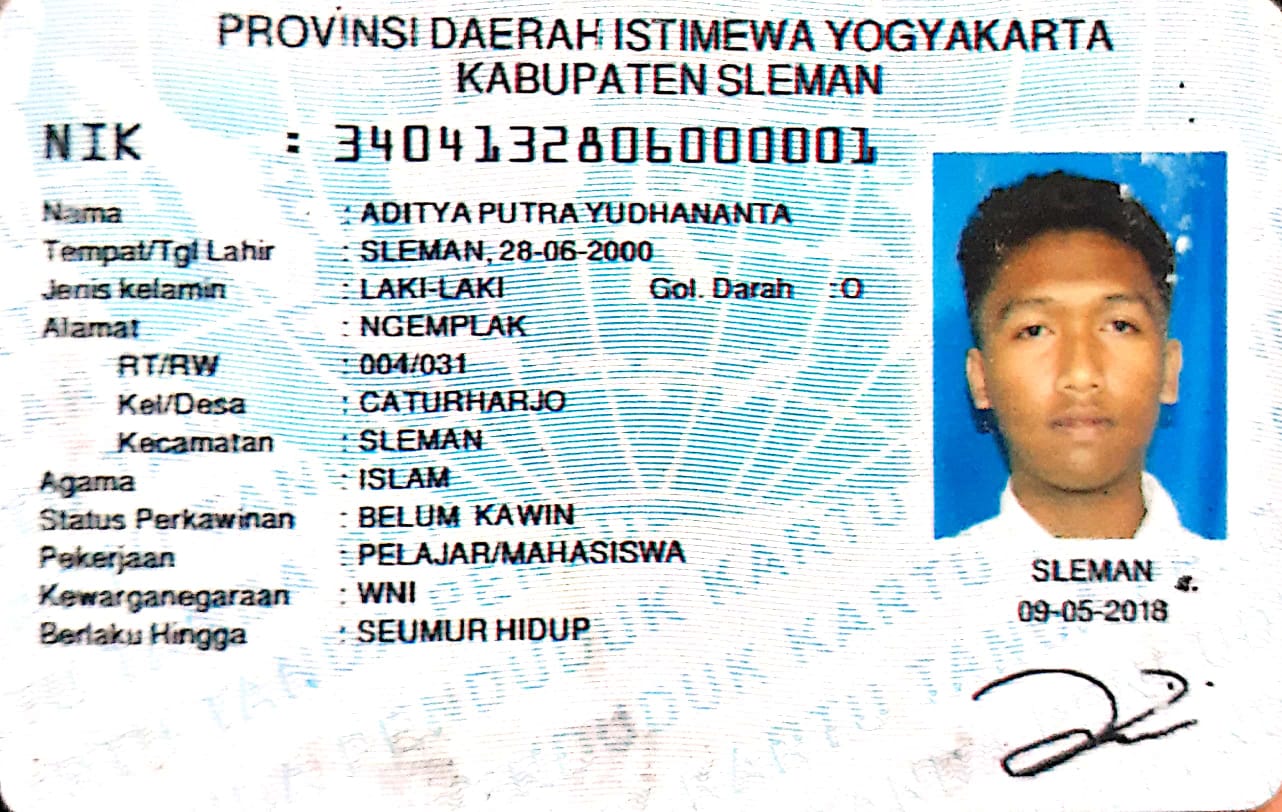 PROVINSI DAERAH ISTIMEWA YOGYAKARTA
KABUPATEN SLEMAN
NIK : 3404132806000001
Nama : ADITYA PUTRA YUDHANANTA
Tempat/Tgl Lahir : SLEMAN, 28-06-2000
Jenis kelamin : LAKI-LAKI Gol. Darah : O
Alamat : NGEMPLAK
RT/RW : 004/031
Kel/Desa : CATURHARJO
Kecamatan : SLEMAN
Agama : ISLAM
Status Perkawinan : BELUM KAWIN
Pekerjaan : PELAJAR/MAHASISWA
Kewarganegaraan : WNI
Berlaku Hingga : SEUMUR HIDUP
SLEMAN
09-05-2018